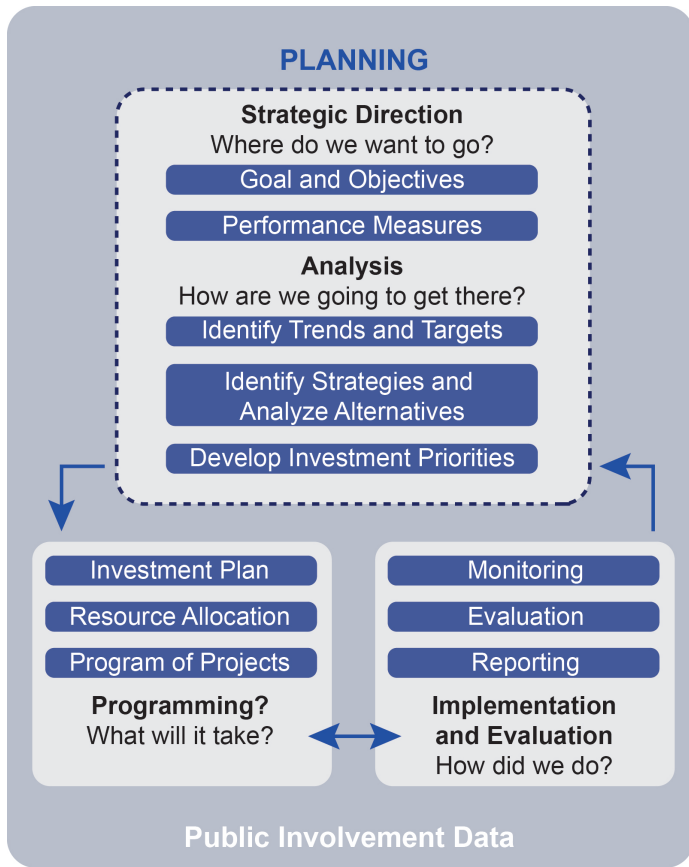 PLANNING
Strategic Direction
Where do we want to go?
Goal and Objectives
Performance Measures
Analysis
How are we going to get there?
Identify Trends and Targets
Identify Strategies and
Analyze Alternatives
Develop Investment Priorities
Investment Plan
Resource Allocation
Program of Projects
Programming?
What will it take?
Monitoring
Evaluation
Reporting
Implementation
and Evaluation
How did we do?
Public Involvement Data